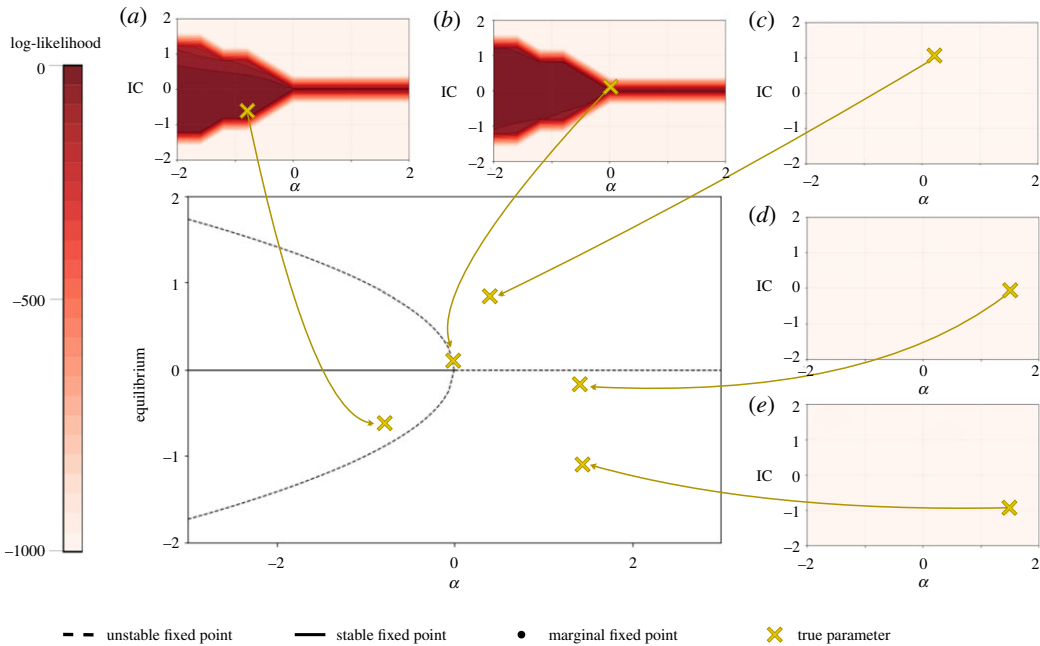 (a)
(b)
(c)
log-likelihood
0
−500
−1000
2
1
IC 0
−1
−2
−2 0 2
α
2
1
IC 0
−1
−2
−2 0 2
α
2
1
IC 0
−1
−2
−2 0 2
α
(d)
2
1
IC 0
−1
−2
−2 0 2
α
(e)
2
1
IC 0
−1
−2
−2 0 2
α
equilibrium
2
1
0
−1
−2
−2 0 2
α
unstable fixed point stable fixed point marginal fixed point true parameter